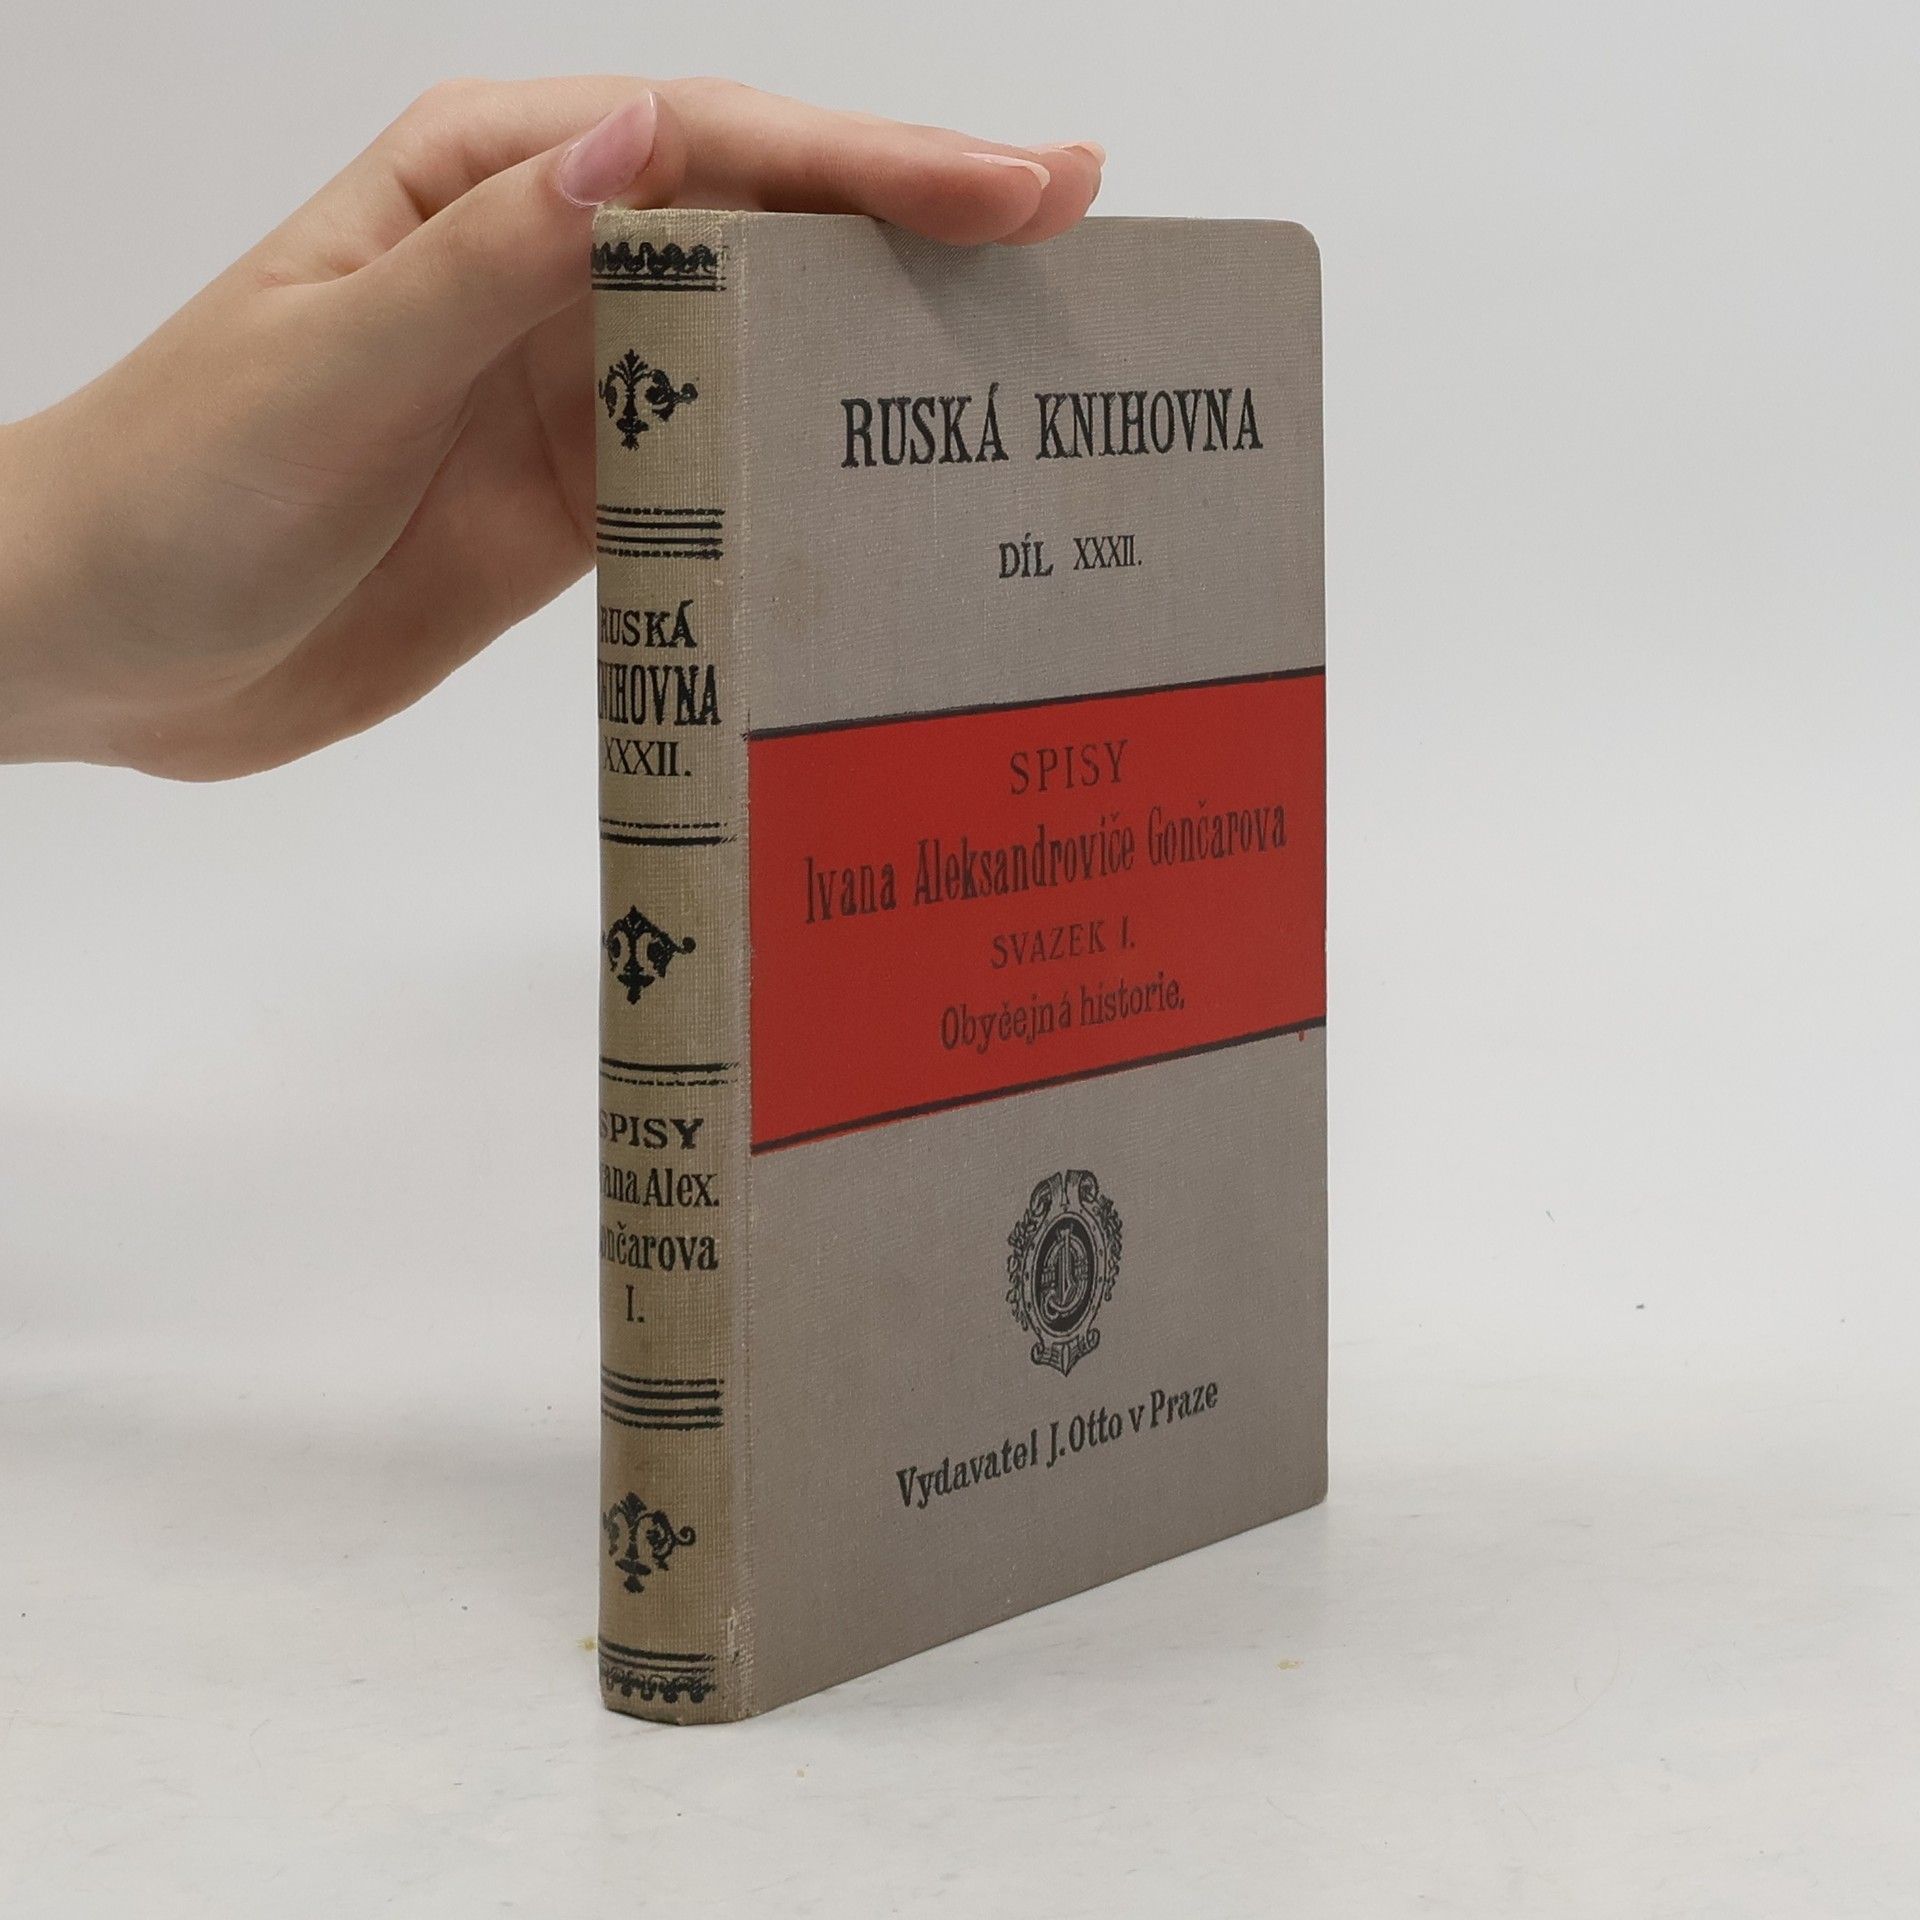 RUSKÁ KNIHOVNA
DÍL XXXII.
SPISY
Ivana Aleksandroviče Gončarova
SVAZEK I.
Obyčejná historie.
Vydavatel J. Otto v Praze
RUSKÁ
KNIHOVNA
XXXII.
SPISY
Ivana Alex.
Gončarova
I.